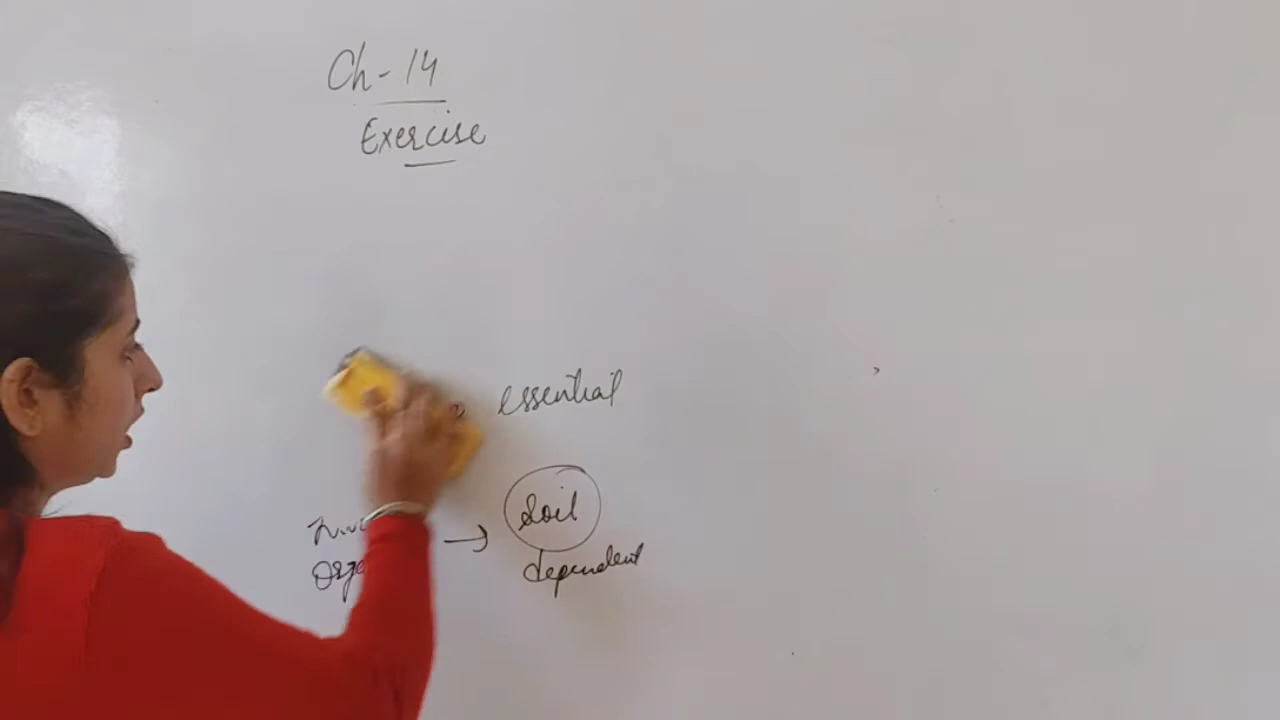 Ch-14
Exercise
essential
→ Soil
dependent